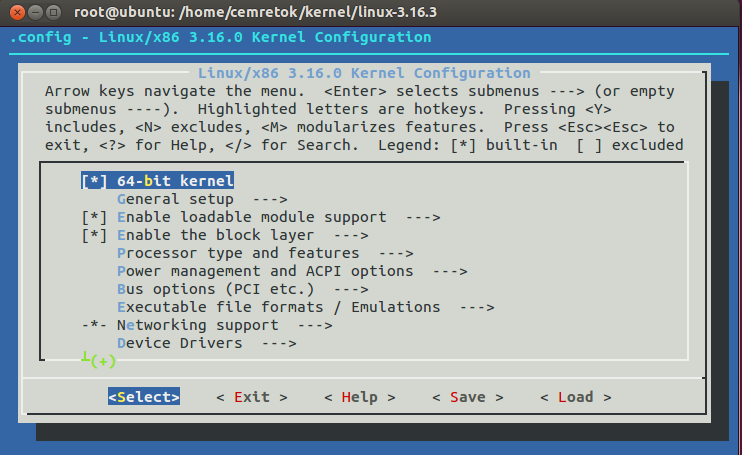 root@ubuntu: /home/cemretok/kernel/linux-3.16.3
.config - Linux/x86 3.16.0 Kernel Configuration
Linux/x86 3.16.0 Kernel Configuration
Arrow keys navigate the menu.  <Enter> selects submenus ---> (or empty
submenus ----).  Highlighted letters are hotkeys.  Pressing <Y>
includes, <N> excludes, <M> modularizes features.  Press <Esc><Esc> to
exit, <?> for Help, </> for Search.  Legend: [*] built-in  [ ] excluded
[*] 64-bit kernel
General setup  --->
[*] Enable loadable module support  --->
[*] Enable the block layer  --->
Processor type and features  --->
Power management and ACPI options  --->
Bus options (PCI etc.)  --->
Executable file formats / Emulations  --->
-*- Networking support  --->
Device Drivers  --->
┴(+)
<Select>    < Exit >    < Help >    < Save >    < Load >